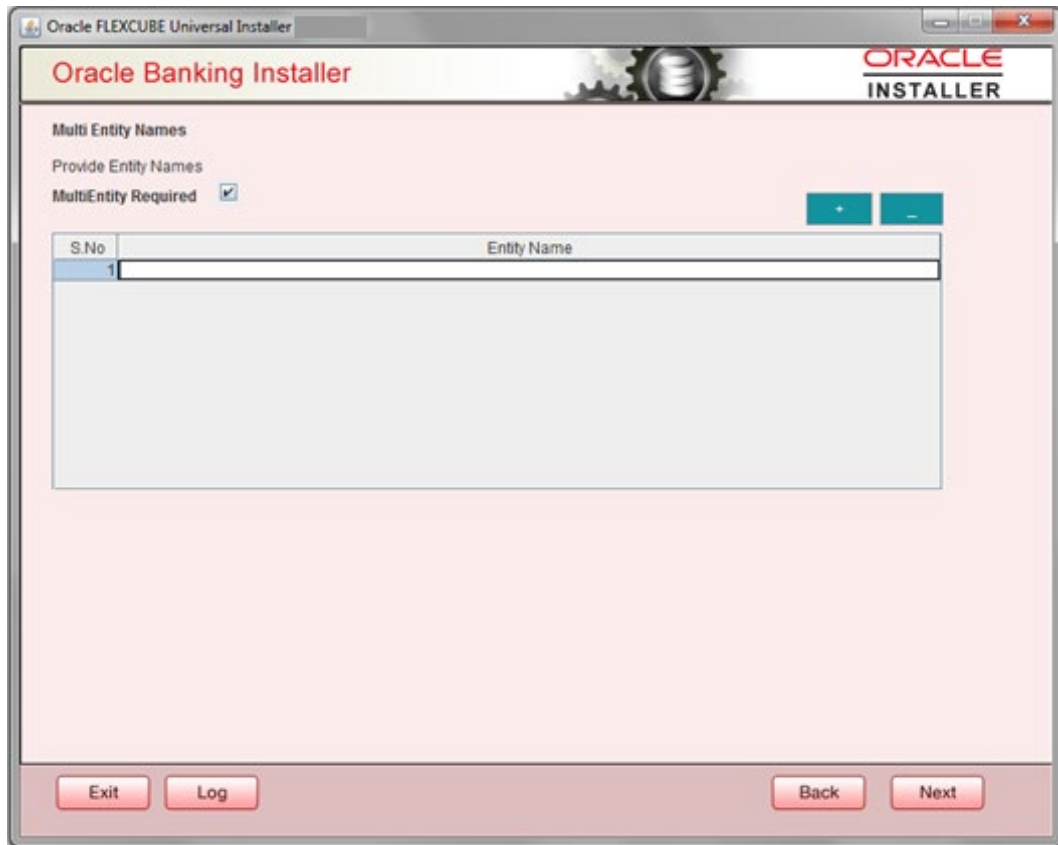 Oracle FLEXCUBE Universal Installer
Oracle Banking Installer
ORACLE
INSTALLER
Multi Entity Names
Provide Entity Names
MultiEntity Required
+ _
S.No Entity Name
1
Exit Log Back Next